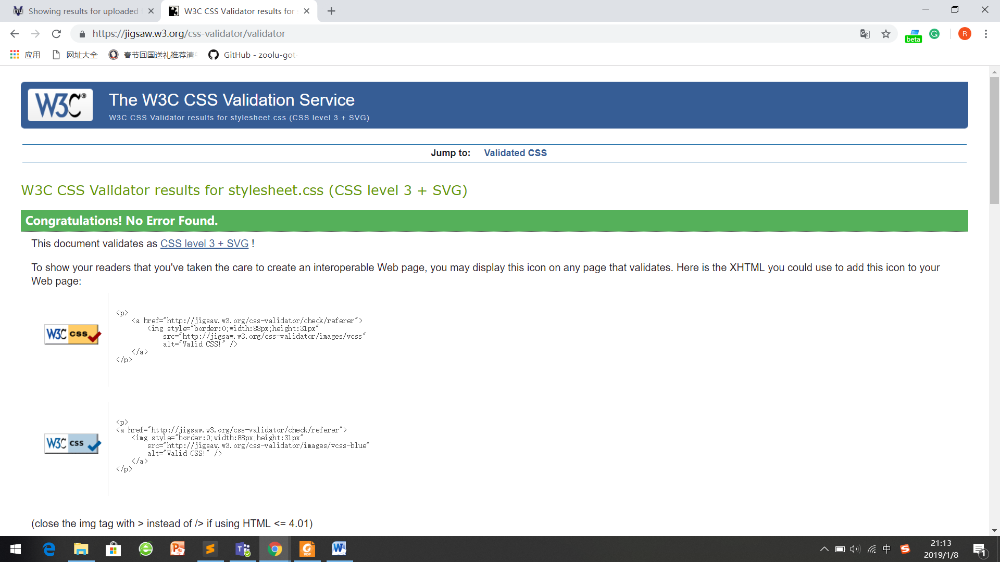 Showing results for uploaded
W3C CSS Validator results for
https://jigsaw.w3.org/css-validator/validator
beta
R
应用
网址大全
春节回国送礼推荐清单
GitHub - zoolu-got
W3C®
The W3C CSS Validation Service
W3C CSS Validator results for stylesheet.css (CSS level 3 + SVG)
Jump to: Validated CSS
W3C CSS Validator results for stylesheet.css (CSS level 3 + SVG)
Congratulations! No Error Found.
This document validates as CSS level 3 + SVG !
To show your readers that you've taken the care to create an interoperable Web page, you may display this icon on any page that validates. Here is the XHTML you could use to add this icon to your
Web page:
W3C css
<p>
<a href="http://jigsaw.w3.org/css-validator/check/referer">
<img style="border:0;width:88px;height:31px"
src="http://jigsaw.w3.org/css-validator/images/vcss"
alt="Valid CSS!" />
</a>
</p>
W3C css
<p>
<a href="http://jigsaw.w3.org/css-validator/check/referer">
<img style="border:0;width:88px;height:31px"
src="http://jigsaw.w3.org/css-validator/images/vcss-blue"
alt="Valid CSS!" />
</a>
</p>
(close the img tag with > instead of /> if using HTML <= 4.01)
中
21:13
2019/1/8
1